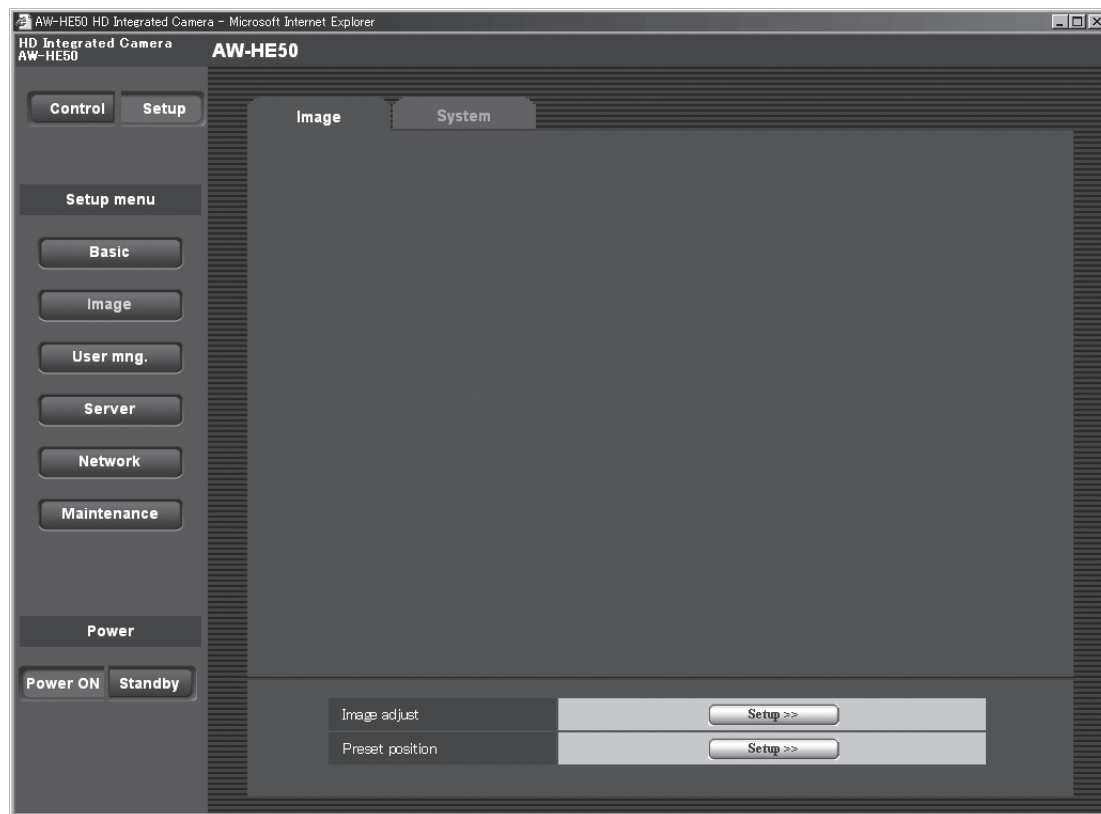 AW-HE50 HD Integrated Camera - Microsoft Internet Explorer
HD Integrated Camera
AW-HE50
AW-HE50
Control
Setup
Image
System
Setup menu
Basic
Image
User mng.
Server
Network
Maintenance
Power
Power ON
Standby
Image adjust
Setup >>
Preset position
Setup >>